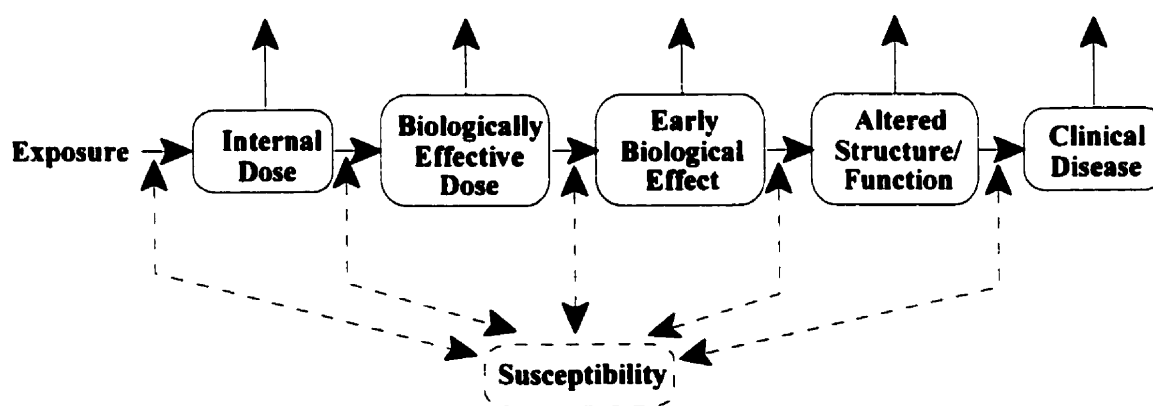 Exposure
Internal
Dose
Biologically
Effective
Dose
Early
Biological
Effect
Altered
Structure/
Function
Clinical
Disease
Susceptibility